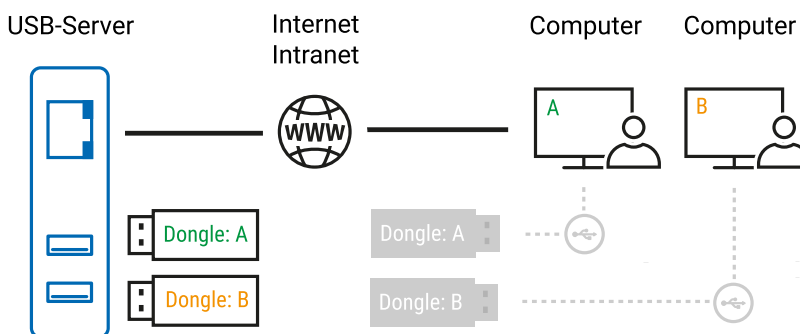 USB-Server
Internet
Intranet
Computer
Computer
WWW
A
B
Dongle: A
Dongle: A
Dongle: B
Dongle: B